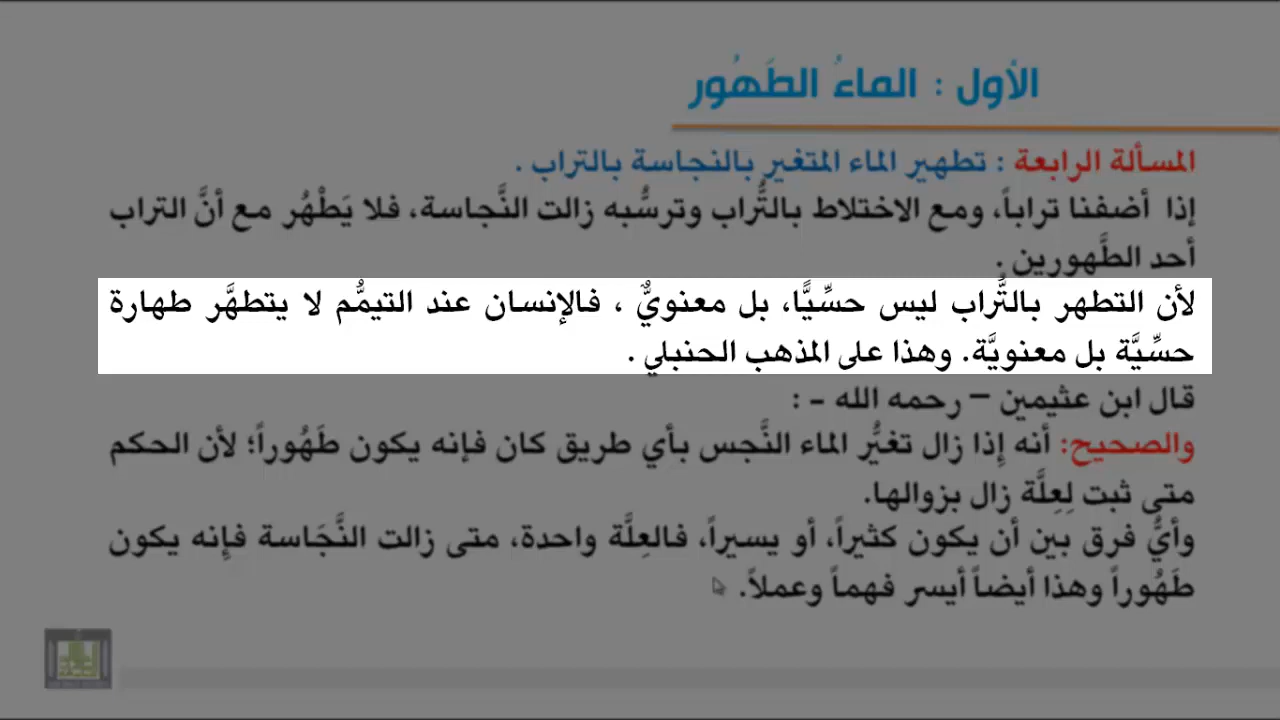 الأول : الماءُ الطَهُور
المسألة الرابعة : تطهير الماء المتغير بالنجاسة بالتراب .
إذا أضفنا تراباً، ومع الاختلاط بالتُّراب وترسُّبه زالت النَّجاسة، فلا يَطْهُر مع أنَّ التراب
أحد الطَّهورين .
لأن التطهر بالتُّراب ليس حسِّيًّا، بل معنويٌّ ، فالإنسان عند التيمُّم لا يتطهَّر طهارة
حسِّيَّة بل معنويَّة. وهذا على المذهب الحنبلي .
قال ابن عثيمين – رحمه الله - :
والصحيح: أنه إِذا زال تغيُّر الماء النَّجس بأي طريق كان فإنه يكون طَهُوراً؛ لأن الحكم
متى ثبت لِعِلَّة زال بزوالها.
وأيُّ فرق بين أن يكون كثيراً، أو يسيراً، فالعِلَّة واحدة، متى زالت النَّجَاسة فإِنه يكون
طَهُوراً وهذا أيضاً أيسر فهماً وعملاً.